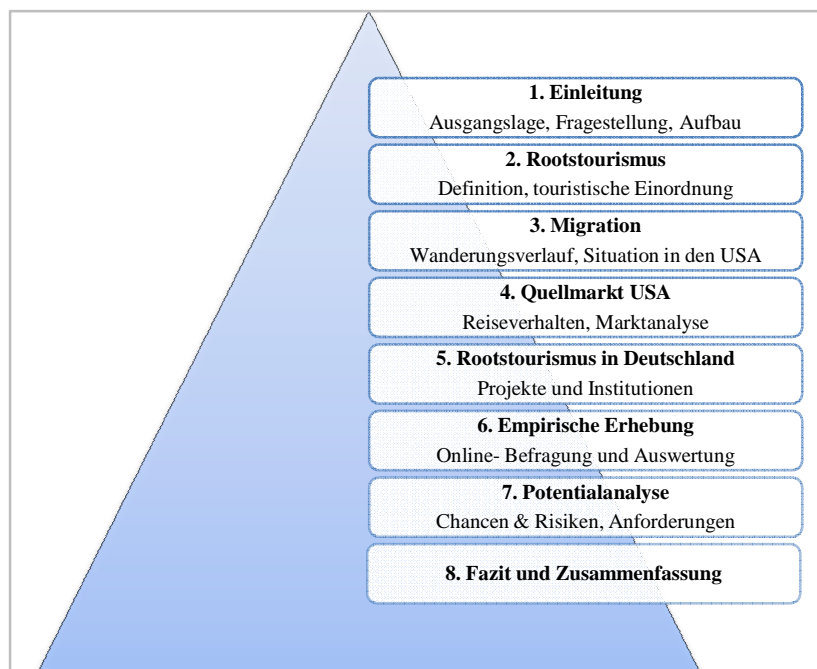 1. Einleitung
Ausgangslage, Fragestellung, Aufbau
2. Rootstourismus
Definition, touristische Einordnung
3. Migration
Wanderungsverlauf, Situation in den USA
4. Quellmarkt USA
Reiseverhalten, Marktanalyse
5. Rootstourismus in Deutschland
Projekte und Institutionen
6. Empirische Erhebung
Online- Befragung und Auswertung
7. Potentialanalyse
Chancen & Risiken, Anforderungen
8. Fazit und Zusammenfassung